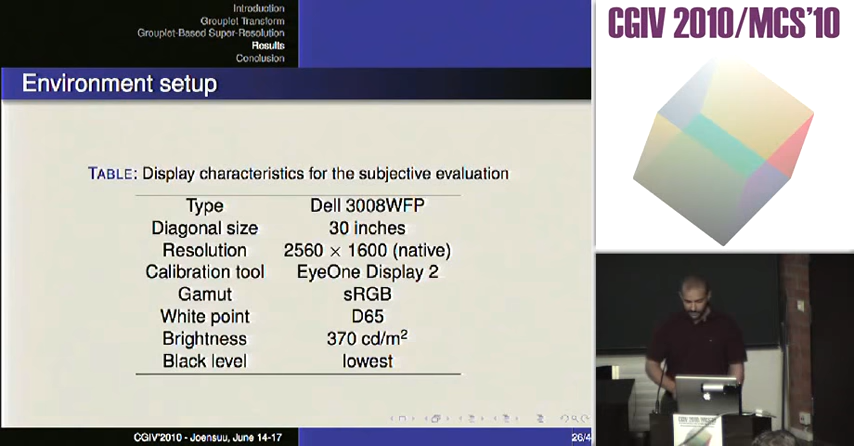 Introduction
Grouplet Transform
Grouplet-Based Super-Resolution
Results
Conclusion
CGIV 2010/MCS'10
Environment setup
TABLE: Display characteristics for the subjective evaluation
Type Dell 3008WFP
Diagonal size 30 inches
Resolution 2560 × 1600 (native)
Calibration tool EyeOne Display 2
Gamut sRGB
White point D65
Brightness 370 cd/m²
Black level lowest
CGIV'2010 - Joensuu, June 14-17 26/4